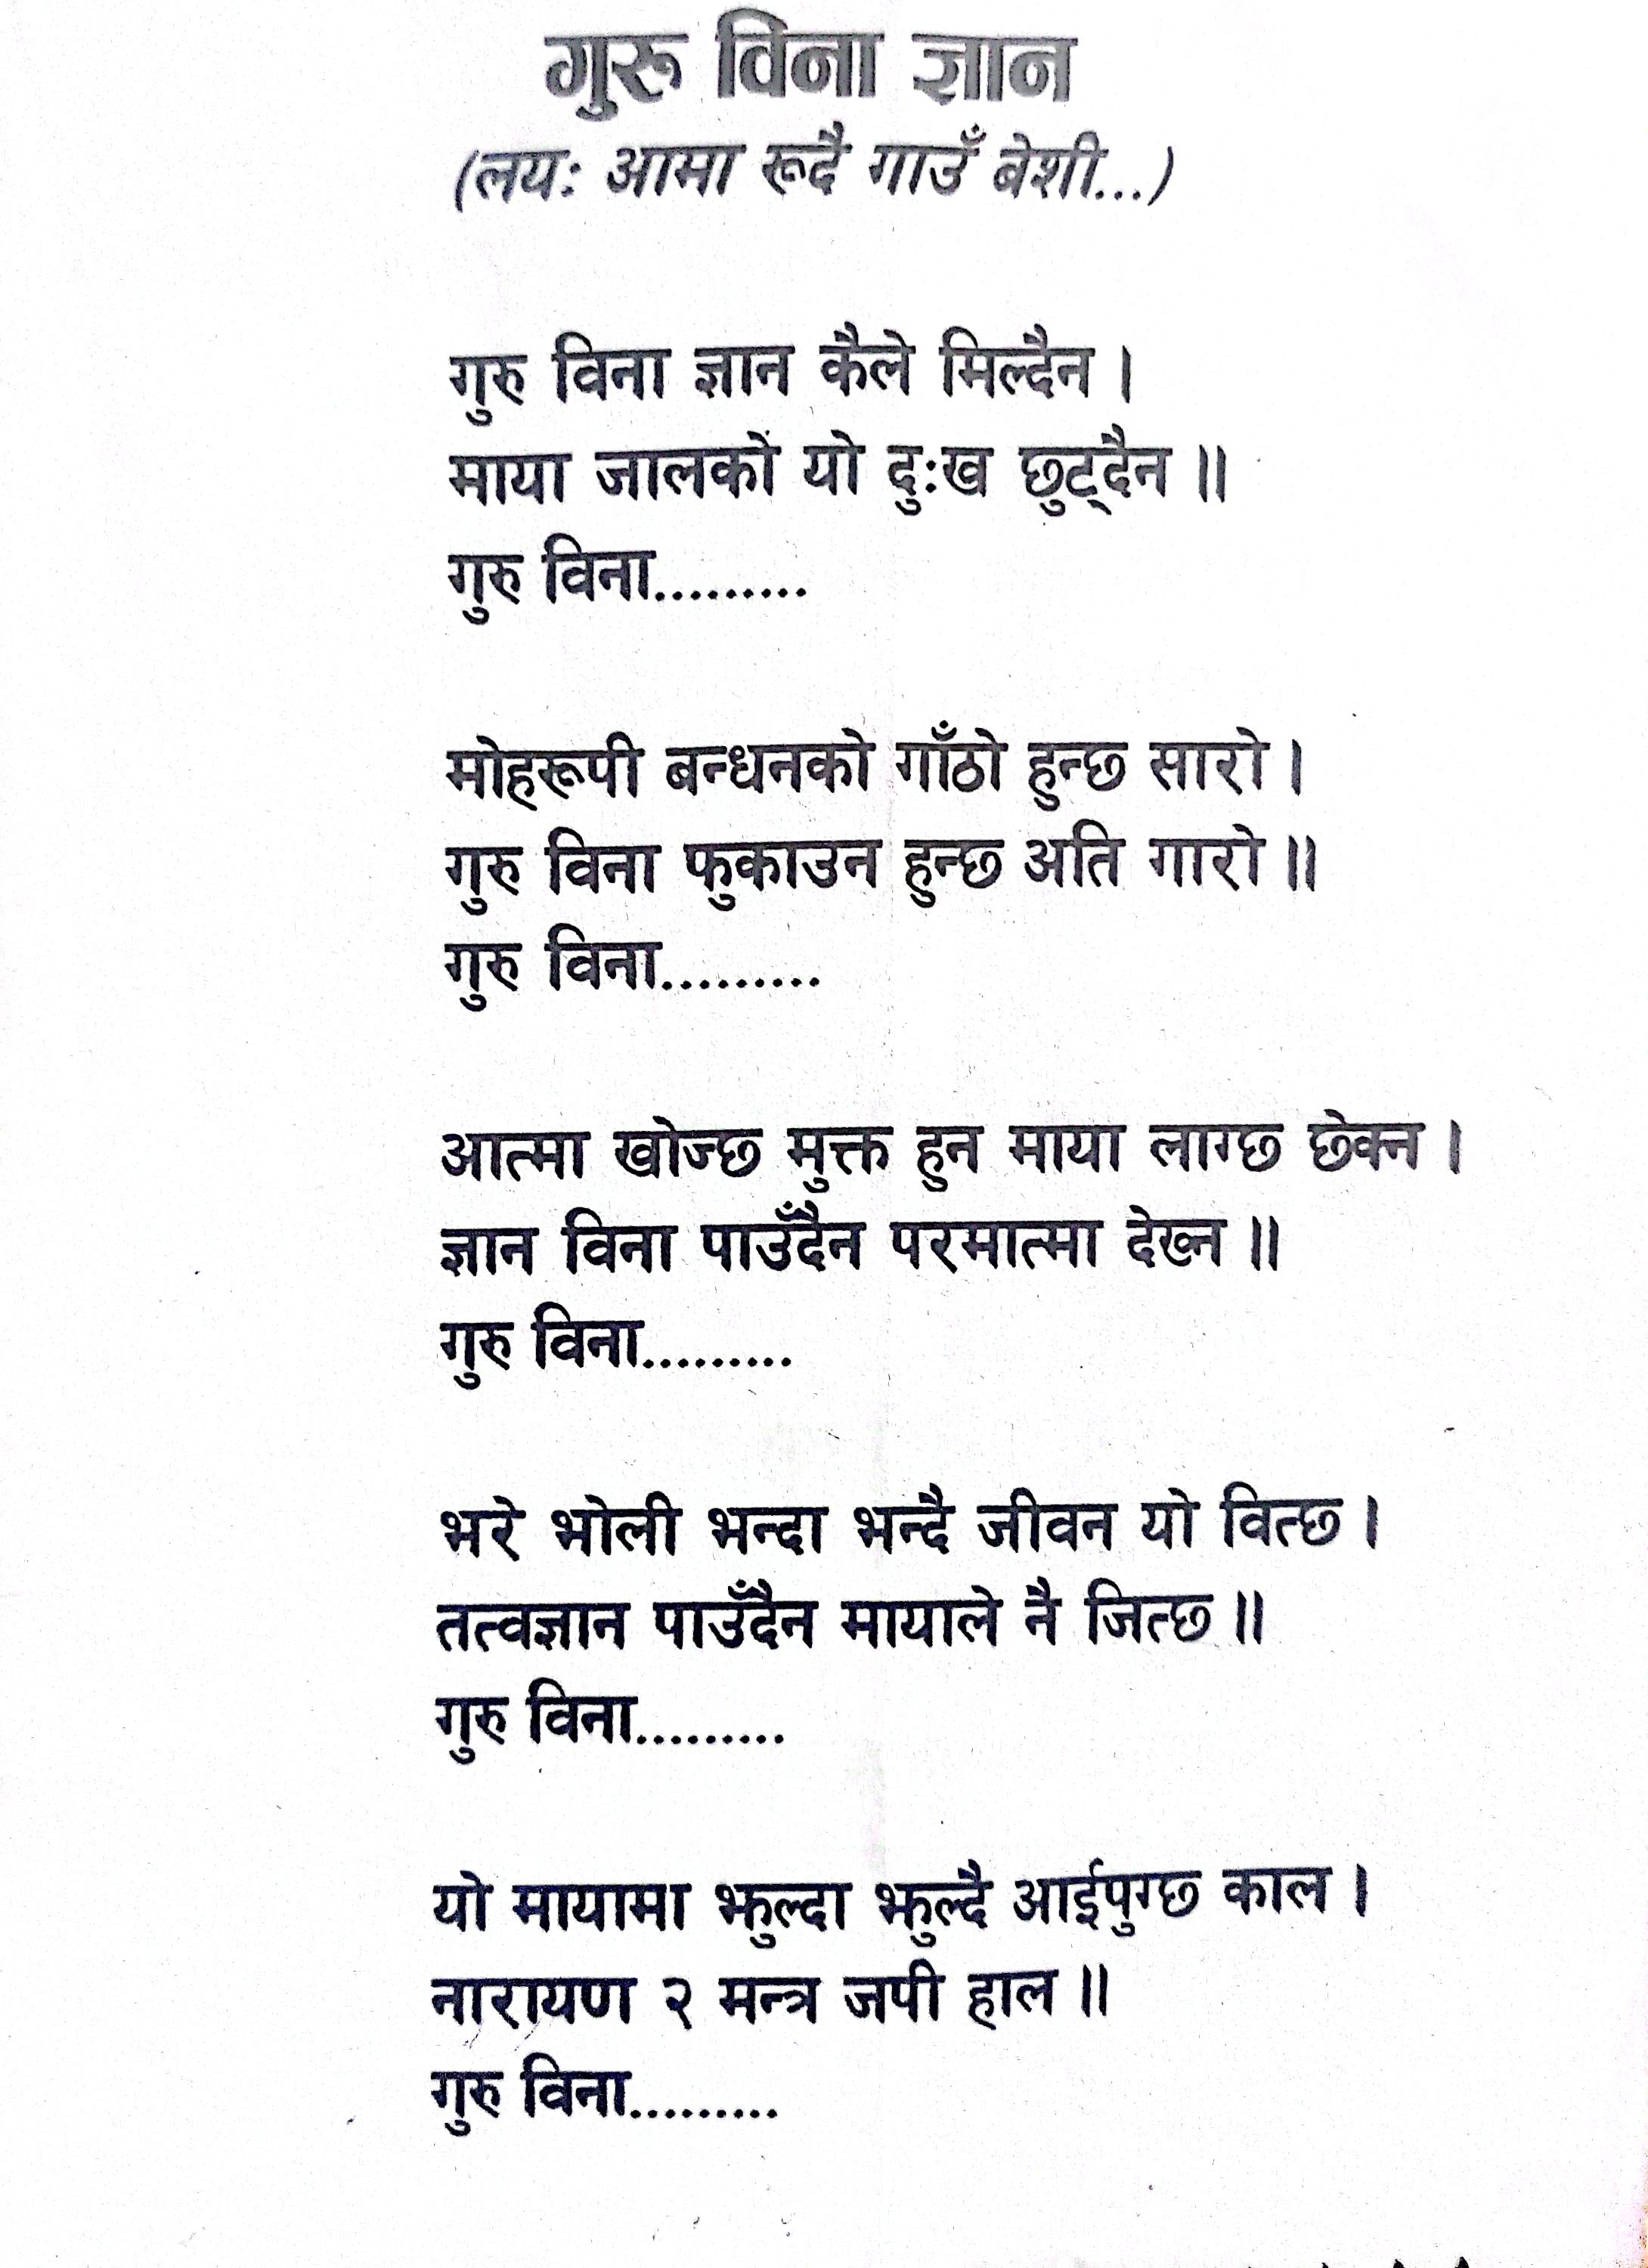 गुरू विना ज्ञान
(लयः आमा रूदै गाउँ बेशी...)
गुरु विना ज्ञान कैले मिल्दैन ।
माया जालको यो दुःख छुट्दैन ॥
गुरु विना.........
मोहरूपी बन्धनको गाँठो हुन्छ सारो ।
गुरु विना फुकाउन हुन्छ अति गारो ॥
गुरु विना.........
आत्मा खोज्छ मुक्त हुन माया लाग्छ छेक्न ।
ज्ञान विना पाउँदैन परमात्मा देख्न ॥
गुरु विना.........
भरे भोली भन्दा भन्दै जीवन यो वित्छ ।
तत्वज्ञान पाउँदैन मायाले नै जित्छ ॥
गुरु विना.........
यो मायामा झुल्दा झुल्दै आईपुग्छ काल ।
नारायण २ मन्त्र जपी हाल ॥
गुरु विना.........